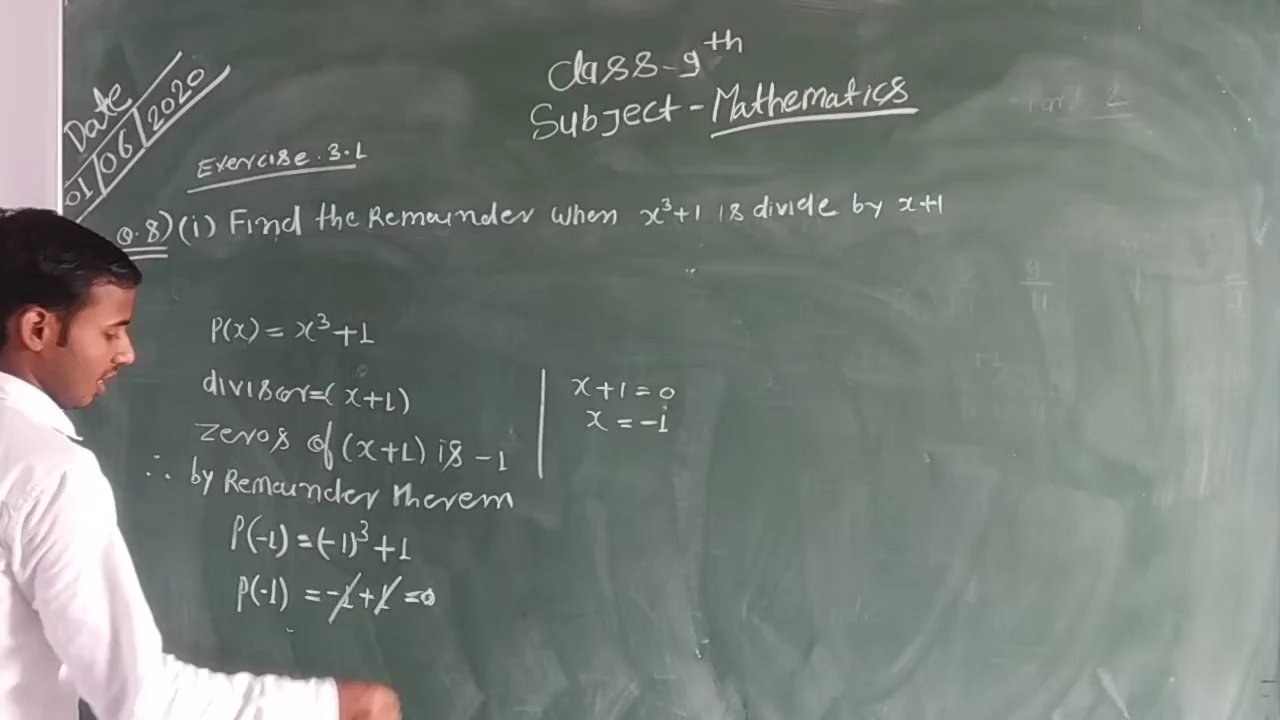 Date
01/06/2020
Class-9th
Subject-Mathematics
Exercise.3.1
Q.8)(i) Find the Remainder when x³+1 is divide by x+1
P(x) = x³+1
divisor=(x+1)
zeros of (x+1) is -1
x+1=0
x=-1
∴ by Remainder therem
P(-1)=(-1)³+1
P(-1) =-1+1=0